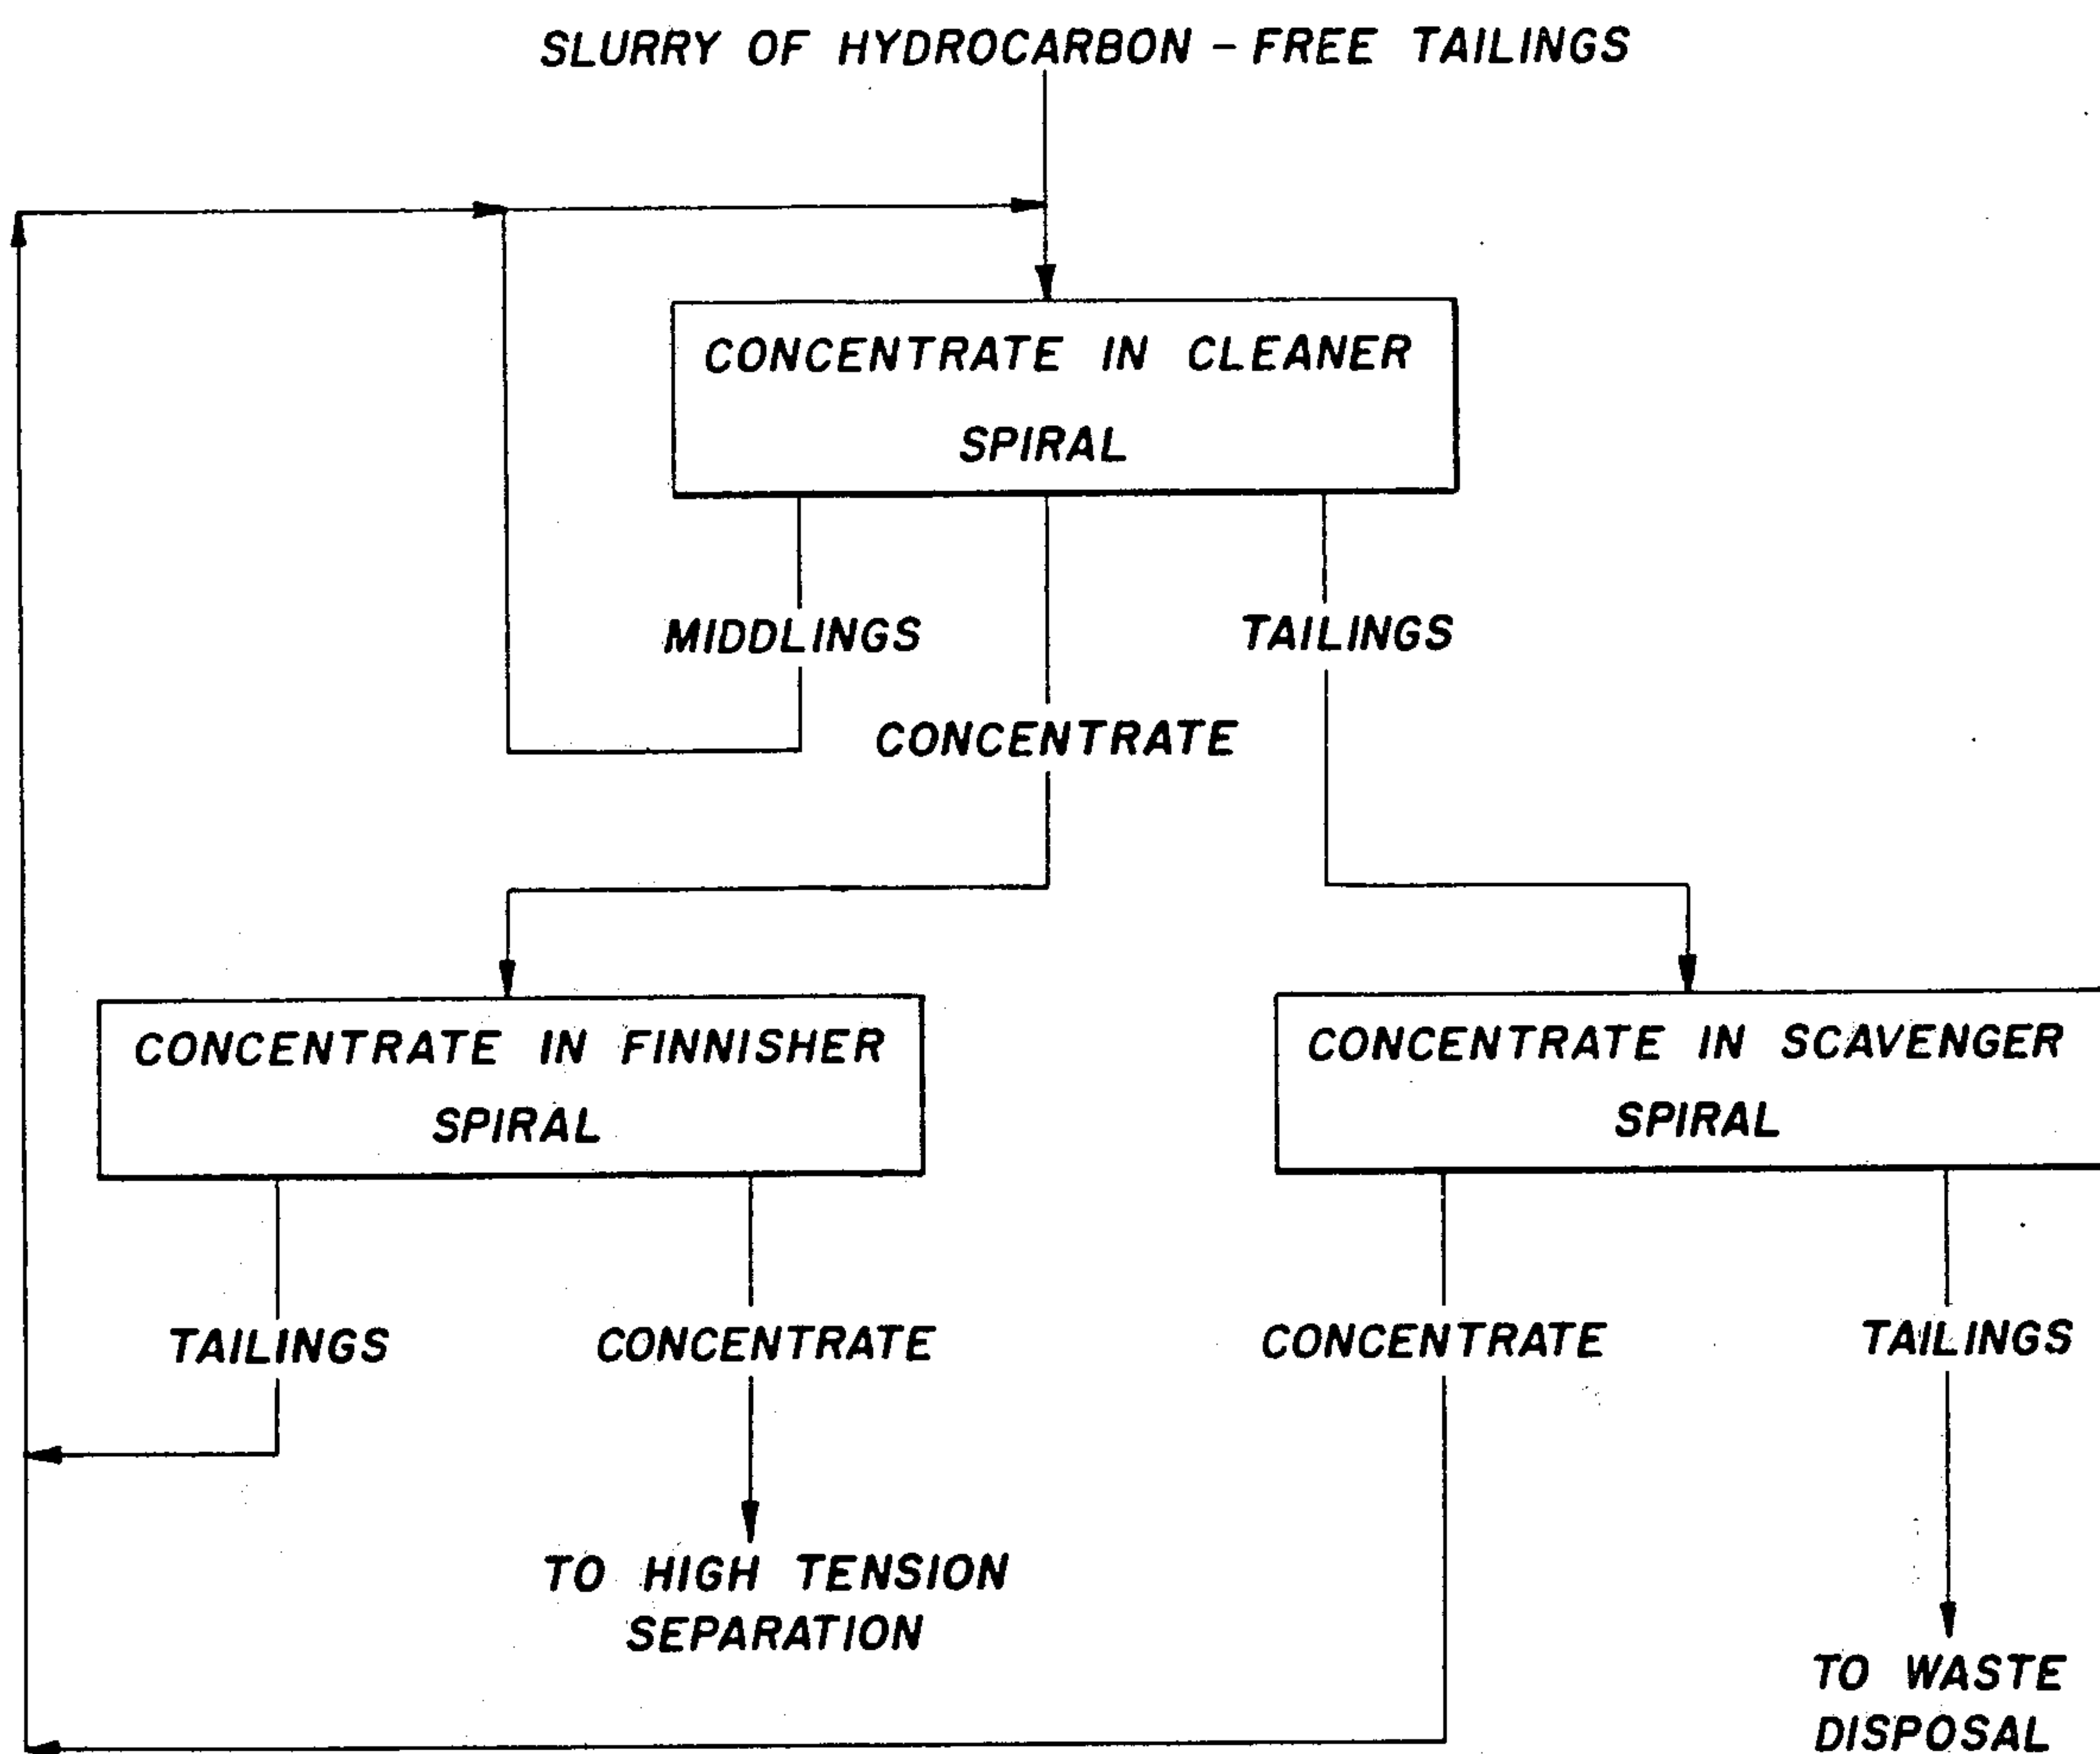 SLURRY OF HYDROCARBON - FREE TAILINGS
CONCENTRATE IN CLEANER
SPIRAL
MIDDLINGS
TAILINGS
CONCENTRATE
CONCENTRATE IN FINNISHER
SPIRAL
CONCENTRATE IN SCAVENGER
SPIRAL
TAILINGS
CONCENTRATE
CONCENTRATE
TAILINGS
TO HIGH TENSION
SEPARATION
TO WASTE
DISPOSAL